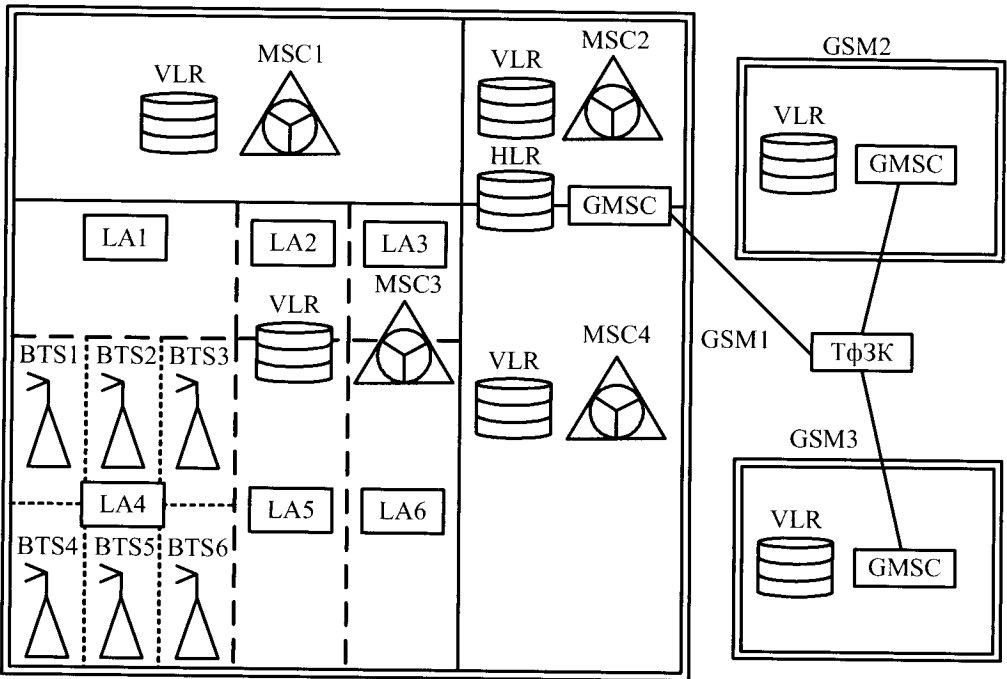 MSC1
VLR
MSC2
VLR
HLR
GMSC
GSM2
VLR
GMSC
LA1
LA2
LA3
VLR
MSC3
BTS1
BTS2
BTS3
VLR
MSC4
GSM1
ТфЗК
LA4
LA5
LA6
BTS4
BTS5
BTS6
GSM3
VLR
GMSC